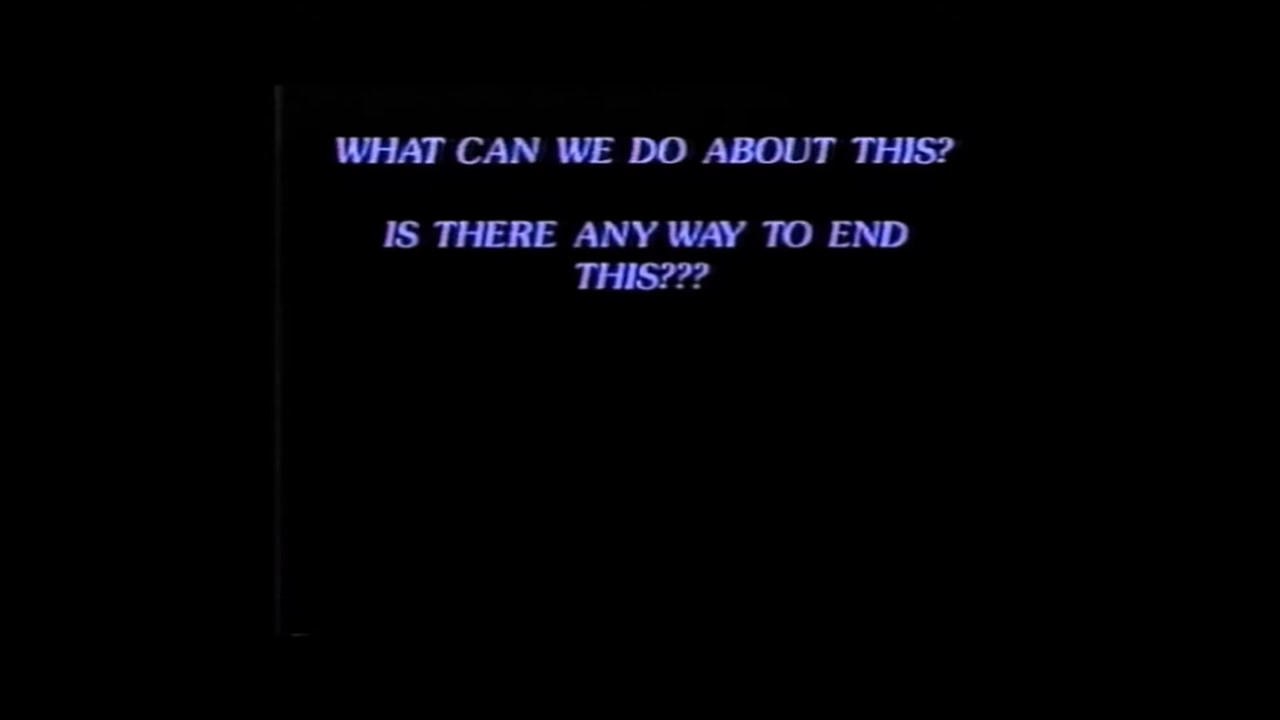 WHAT CAN WE DO ABOUT THIS?
IS THERE ANY WAY TO END
THIS???